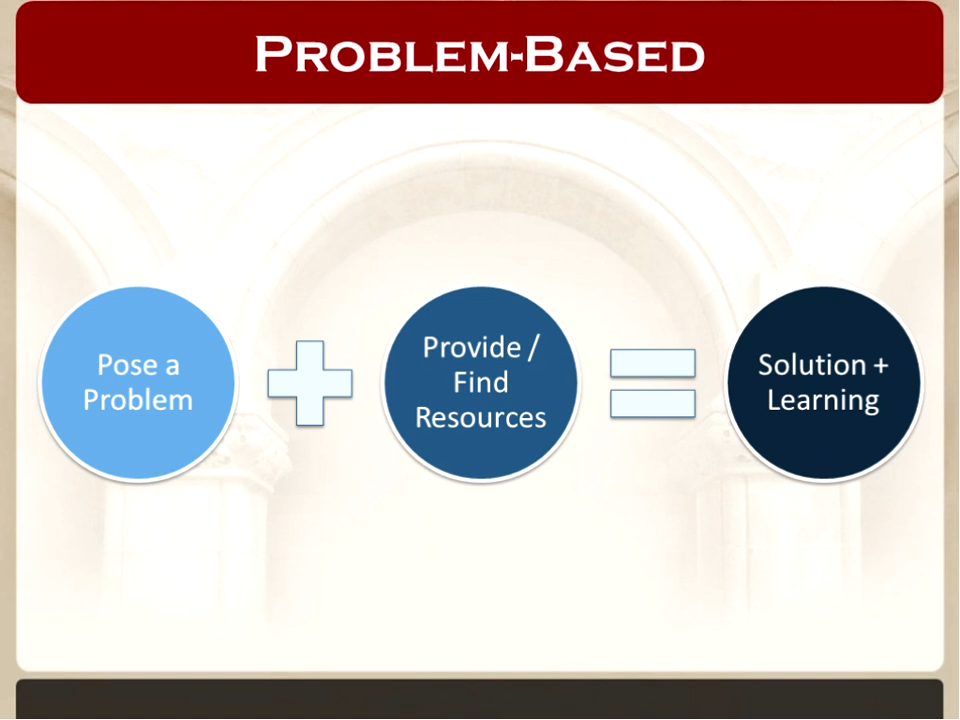 Problem-Based
Pose a
Problem
Provide /
Find
Resources
Solution +
Learning